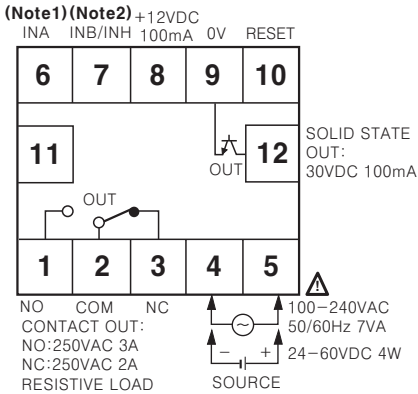 (Note1) (Note2) +12VDC
INA INB/INH 100mA 0V RESET
6 7 8 9 10
11 OUT 12
SOLID STATE
OUT:
30VDC 100mA
OUT
1 2 3 4 5
NO COM NC
CONTACT OUT:
NO:250VAC 3A
NC:250VAC 2A
RESISTIVE LOAD
100-240VAC
50/60Hz 7VA
- + 24-60VDC 4W
SOURCE